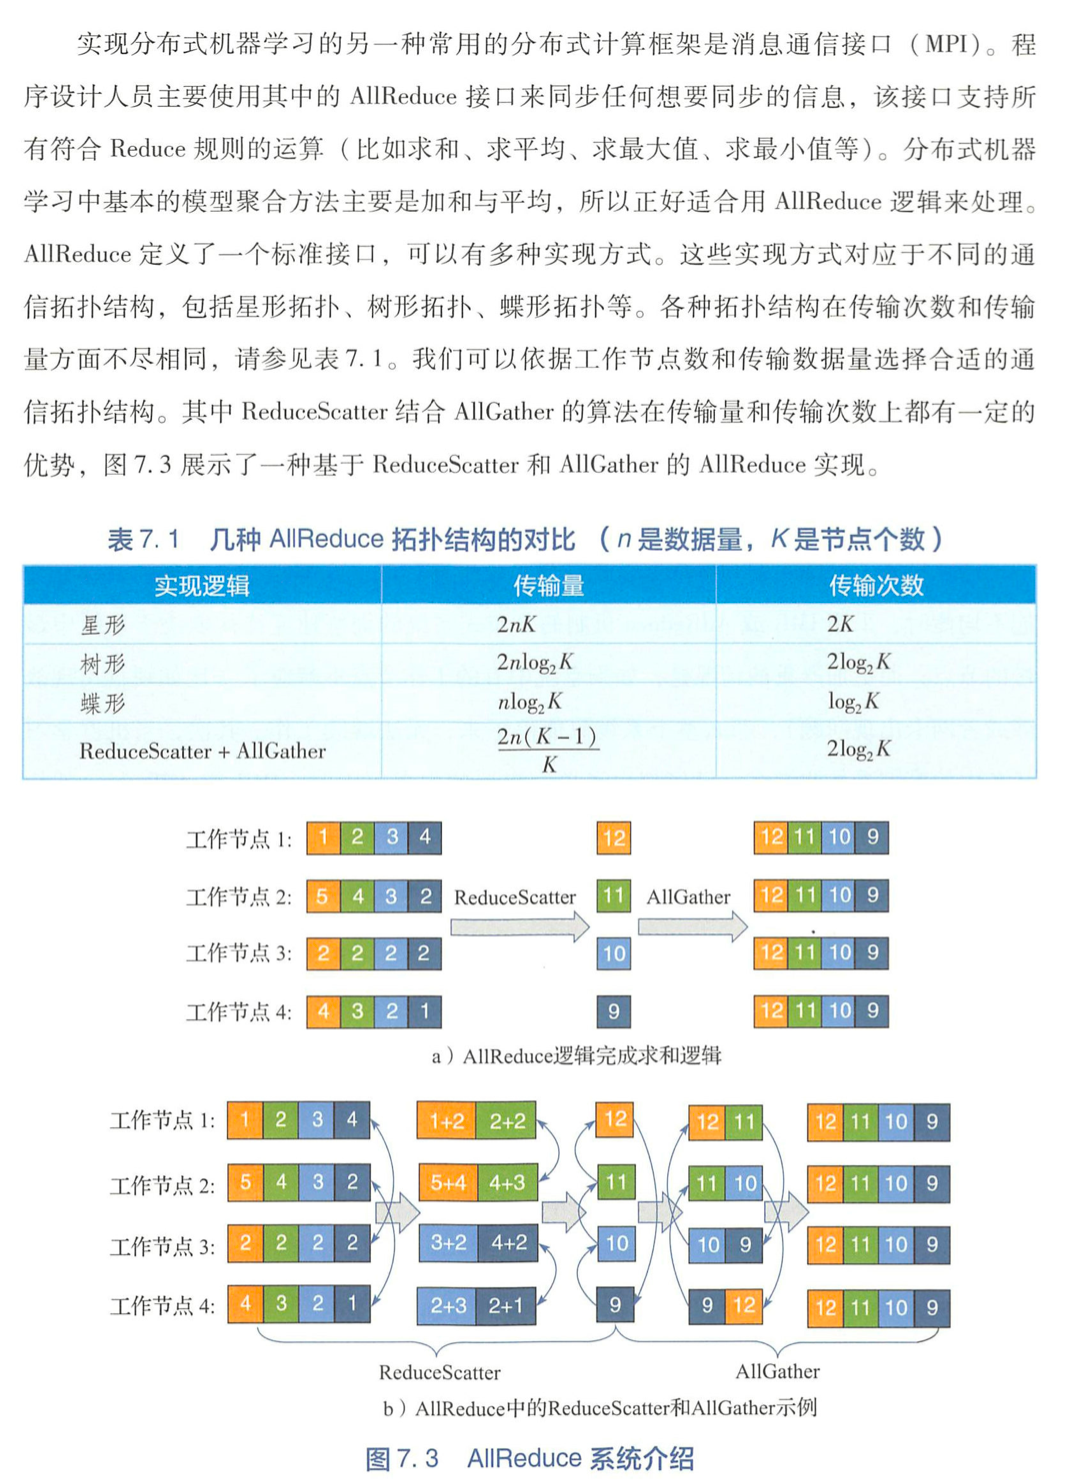 实现分布式机器学习的另一种常用的分布式计算框架是消息通信接口（MPI）。程
序设计人员主要使用其中的 AllReduce 接口来同步任何想要同步的信息，该接口支持所
有符合 Reduce 规则的运算（比如求和、求平均、求最大值、求最小值等）。分布式机器
学习中基本的模型聚合方法主要是加和与平均，所以正好适合用 AllReduce 逻辑来处理。
AllReduce 定义了一个标准接口，可以有多种实现方式。这些实现方式对应于不同的通
信拓扑结构，包括星形拓扑、树形拓扑、蝶形拓扑等。各种拓扑结构在传输次数和传输
量方面不尽相同，请参见表 7.1。我们可以依据工作节点数和传输数据量选择合适的通
信拓扑结构。其中 ReduceScatter 结合 AllGather 的算法在传输量和传输次数上都有一定的
优势，图 7.3 展示了一种基于 ReduceScatter 和 AllGather 的 AllReduce 实现。
表 7.1 几种 AllReduce 拓扑结构的对比（n 是数据量，K 是节点个数）
实现逻辑 传输量 传输次数
星形 2nK 2K
树形 2nlog₂K 2log₂K
蝶形 nlog₂K log₂K
ReduceScatter + AllGather 2n(K-1)/K 2log₂K
工作节点 1: 1 2 3 4 12 12 11 10 9
工作节点 2: 5 4 3 2 ReduceScatter 11 AllGather 12 11 10 9
工作节点 3: 2 2 2 2 10 12 11 10 9
工作节点 4: 4 3 2 1 9 12 11 10 9
a）AllReduce逻辑完成求和逻辑
工作节点 1: 1 2 3 4 1+2 2+2 12 12 11 12 11 10 9
工作节点 2: 5 4 3 2 5+4 4+3 11 11 10 12 11 10 9
工作节点 3: 2 2 2 2 3+2 4+2 10 10 9 12 11 10 9
工作节点 4: 4 3 2 1 2+3 2+1 9 9 12 12 11 10 9
ReduceScatter AllGather
b）AllReduce中的ReduceScatter和AllGather示例
图 7.3 AllReduce 系统介绍